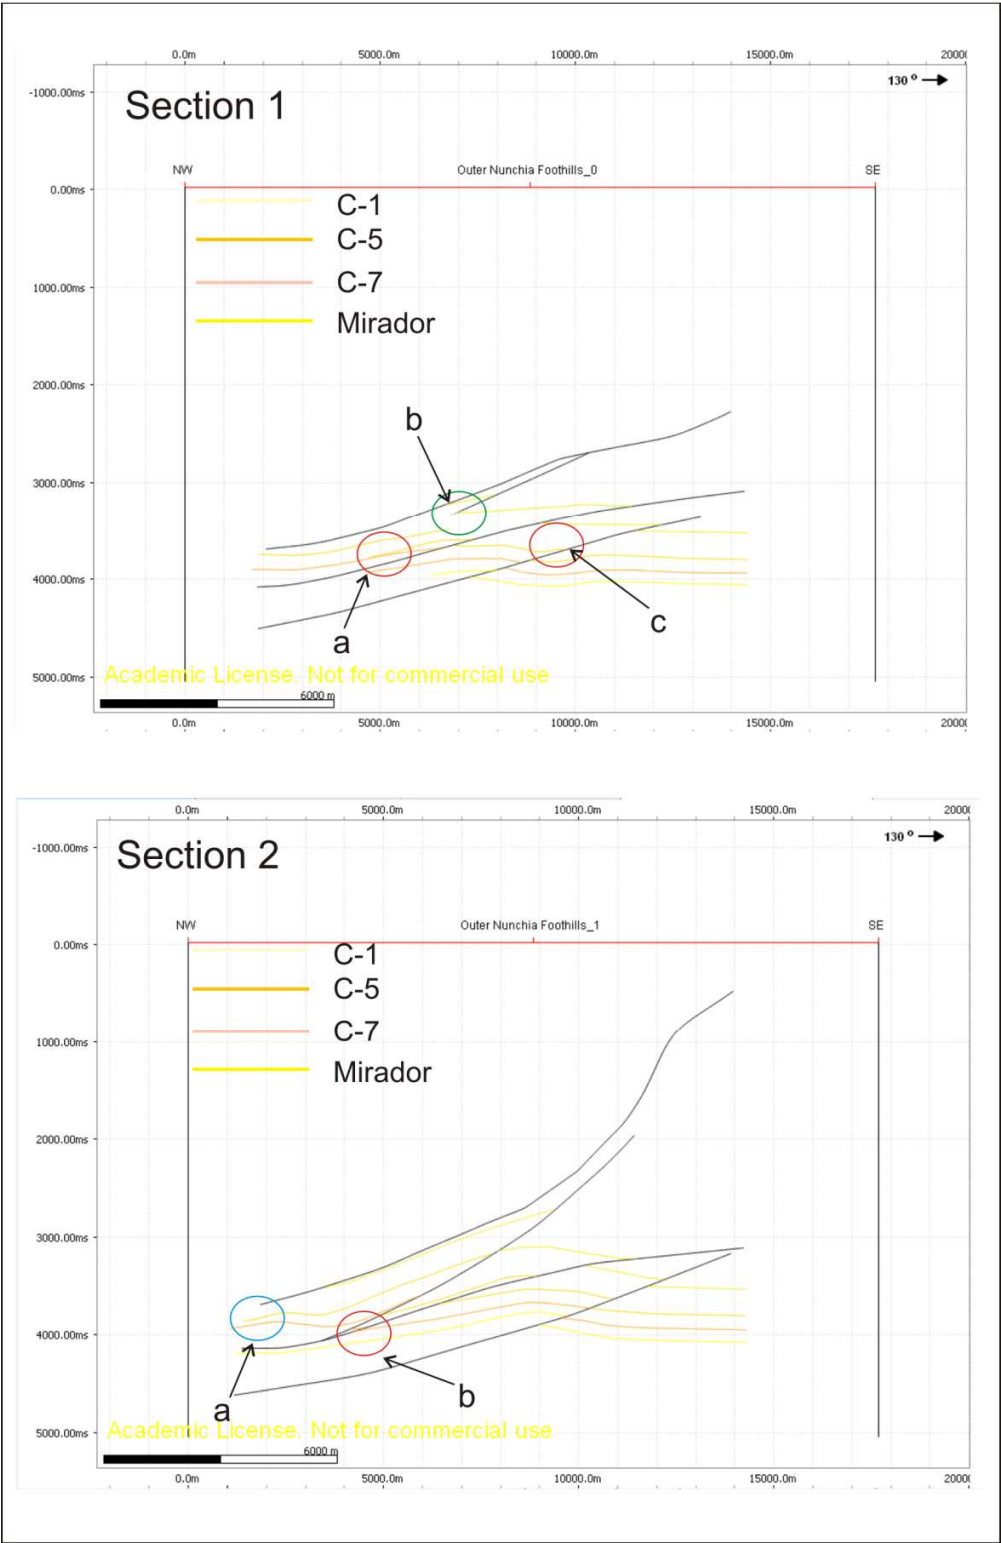 0.0m 5000.0m 10000.0m 15000.0m 2000(
-1000.00ms
130 º
Section 1
NW Outer Nunchia Foothills_0 SE
0.00ms
C-1
C-5
1000.00ms
C-7
Mirador
2000.00ms
b
3000.00ms
4000.00ms
c
a
5000.00ms
Academic License. Not for commercial use
6000 m
0.0m 5000.0m 10000.0m 15000.0m 2000(
0.0m 5000.0m 10000.0m 15000.0m 2000(
-1000.00ms
130 º
Section 2
NW Outer Nunchia Foothills_1 SE
0.00ms
C-1
C-5
1000.00ms
C-7
Mirador
2000.00ms
3000.00ms
4000.00ms
b
a
5000.00ms
Academic License. Not for commercial use
6000 m
0.0m 5000.0m 10000.0m 15000.0m 2000(